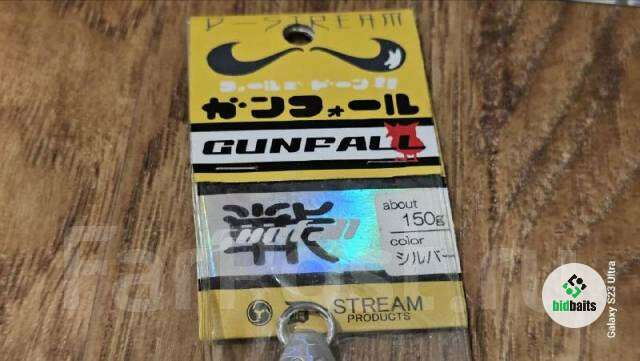 D-STREAM
ガンフォール
GUNFALL
about
150g
color
シルバー
STREAM
PRODUCTS
bidbaits
Galaxy S23 Ultra